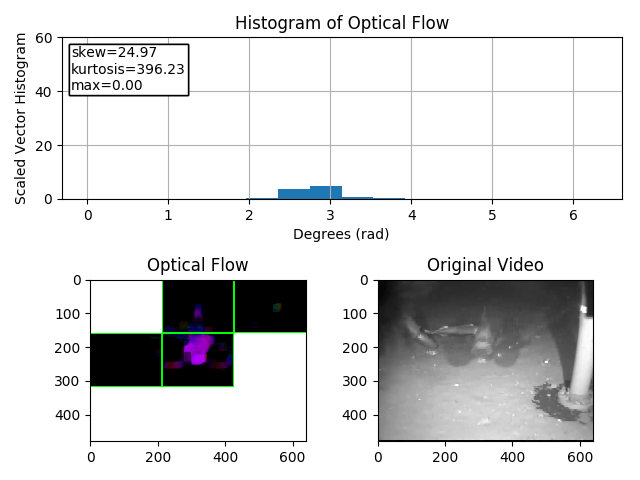 Histogram of Optical Flow
Scaled Vector Histogram
60
40
20
0
skew=24.97
kurtosis=396.23
max=0.00
0 1 2 3 4 5 6
Degrees (rad)
Optical Flow
0
100
200
300
400
0 200 400 600
Original Video
0
100
200
300
400
0 200 400 600